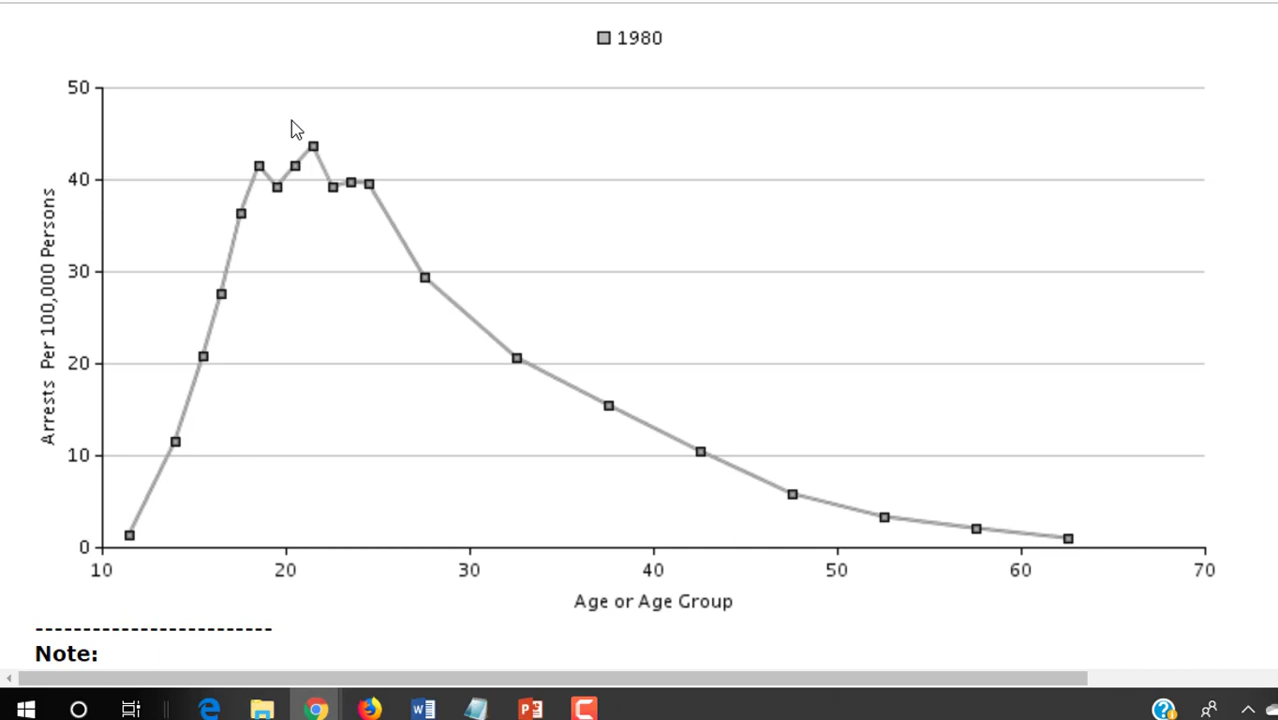 1980
50
40
30
20
10
0
Arrests Per 100,000 Persons
10 20 30 40 50 60 70
Age or Age Group
-------------------------
Note: